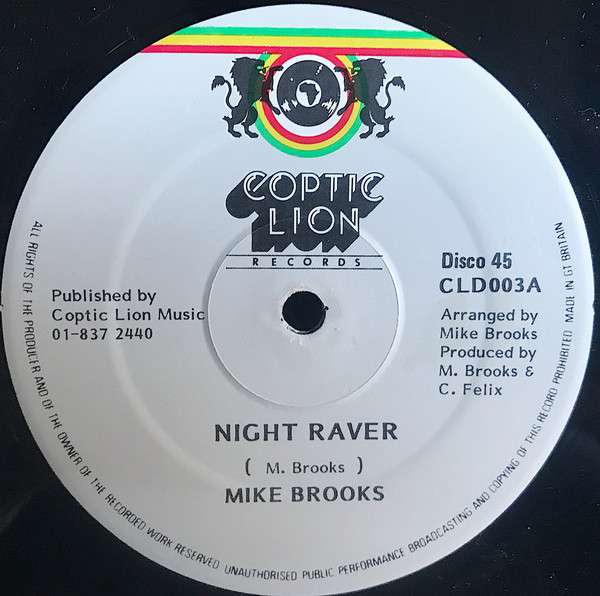 COPTIC
LION
RECORDS
Disco 45
CLD003A
Published by
Coptic Lion Music
01-837 2440
Arranged by
Mike Brooks
Produced by
M. Brooks &
C. Felix
NIGHT RAVER
( M. Brooks )
MIKE BROOKS
ALL RIGHTS OF THE PRODUCER AND OF THE OWNER OF THE RECORDED WORK RESERVED UNAUTHORISED PUBLIC PERFORMANCE BROADCASTING AND COPYING OF THIS RECORD PROHIBITED MADE IN GT BRITAIN